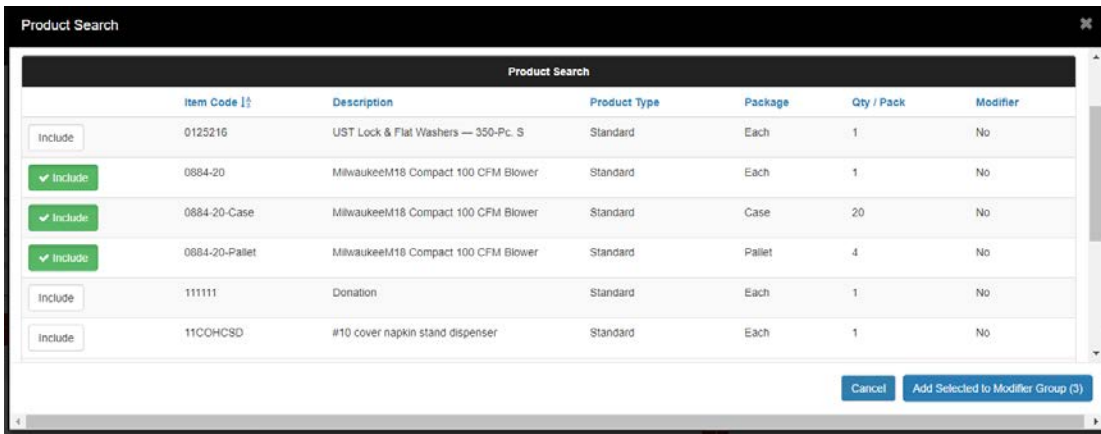 Product Search
Product Search
Item Code Description Product Type Package Qty / Pack Modifier
Include 0125216 UST Lock & Flat Washers — 350-Pc. S Standard Each 1 No
✔ Include 0884-20 MilwaukeeM18 Compact 100 CFM Blower Standard Each 1 No
✔ Include 0884-20-Case MilwaukeeM18 Compact 100 CFM Blower Standard Case 20 No
✔ Include 0884-20-Pallet MilwaukeeM18 Compact 100 CFM Blower Standard Pallet 4 No
Include 111111 Donation Standard Each 1 No
Include 11COHCSD #10 cover napkin stand dispenser Standard Each 1 No
Cancel Add Selected to Modifier Group (3)